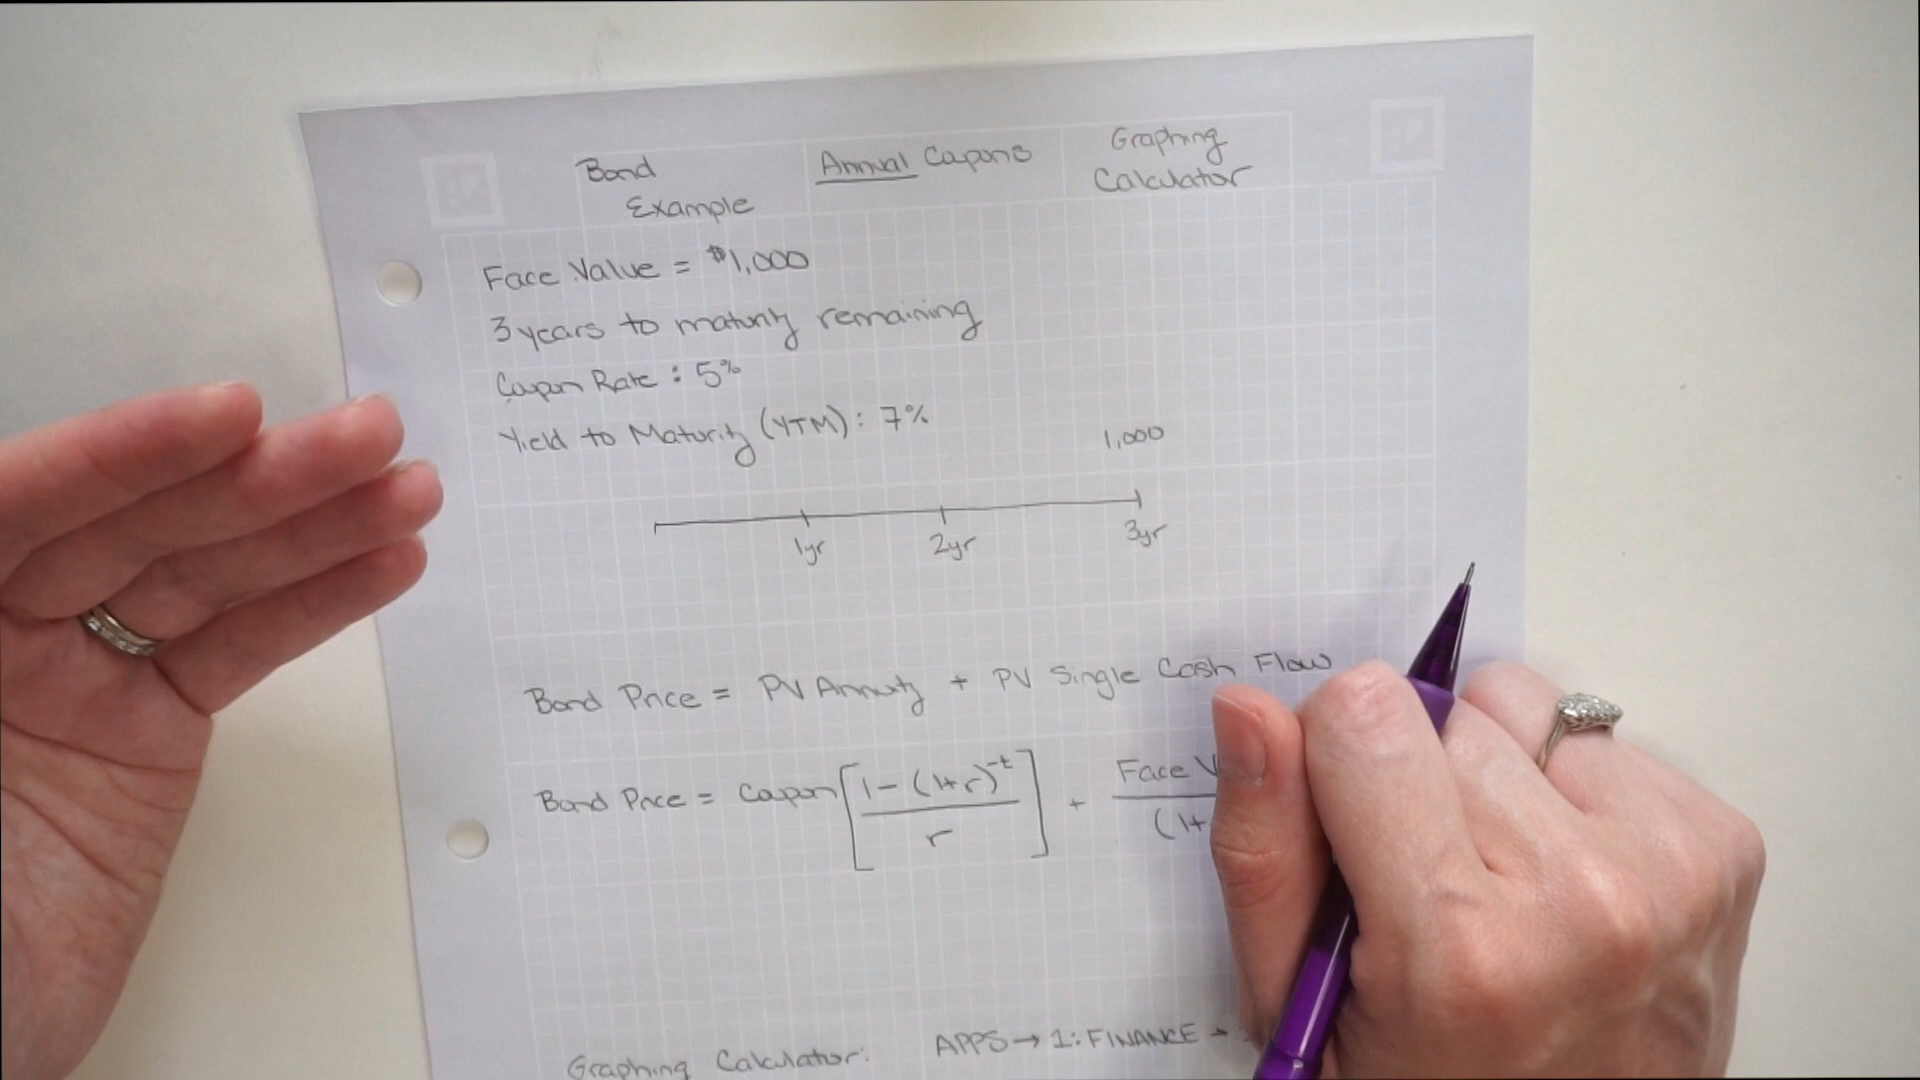 Bond Example
Annual Coupons
Graphing Calculator
Face Value = $1,000
3 years to maturity remaining
Coupon Rate : 5%
Yield to Maturity (YTM) : 7%
1,000
1yr 2yr 3yr
Bond Price = PV Annuity + PV Single Cash Flow
Bond Price = Coupon [ 1 - (1+r)^-t / r ] + Face V / (1+
Graphing Calculator: APPS → 1: FINANCE →